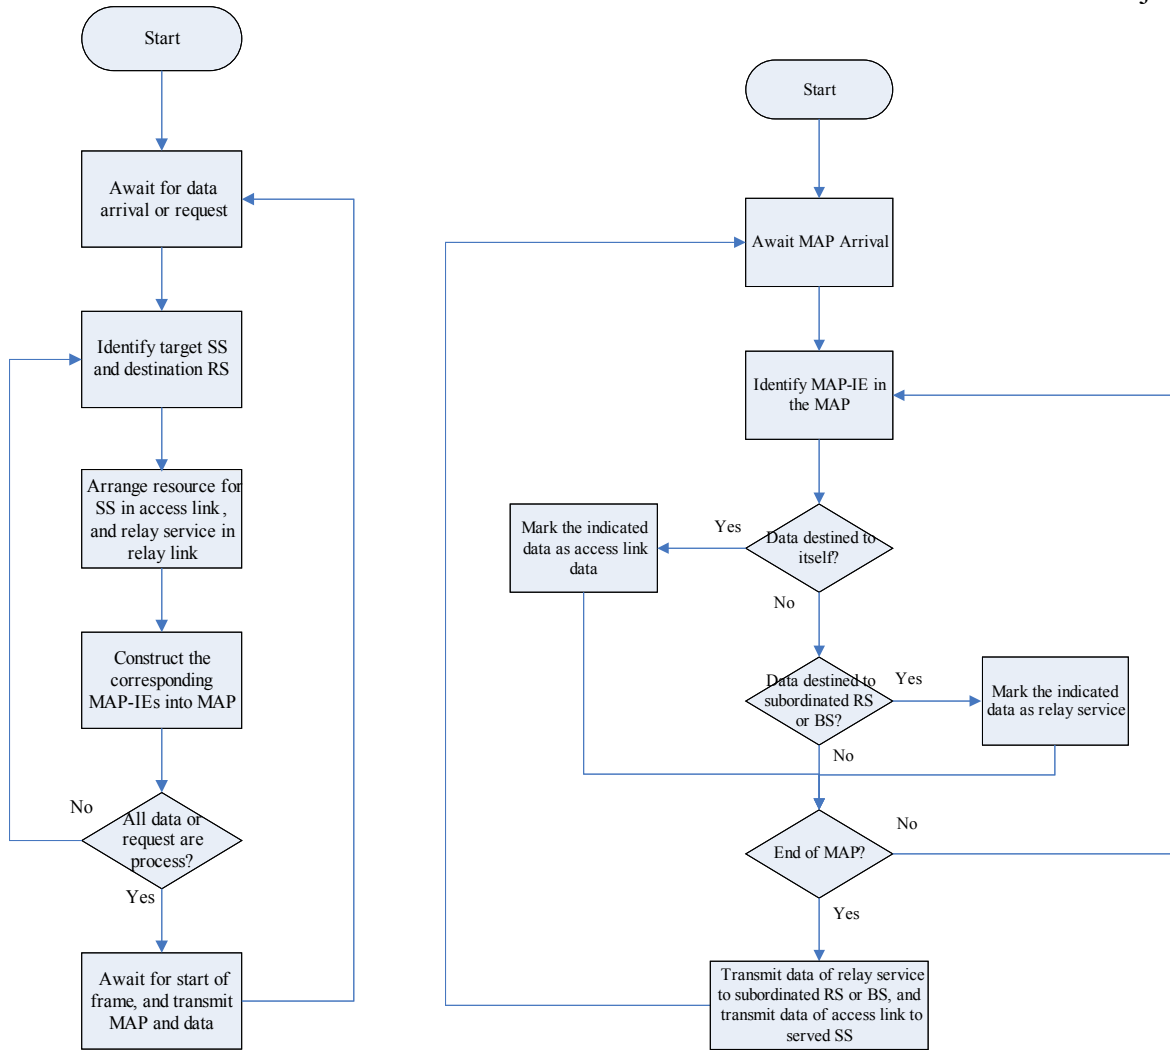 Start
Await for data
arrival or request
Identify target SS
and destination RS
Arrange resource for
SS in access link,
and relay service in
relay link
Construct the
corresponding
MAP-IEs into MAP
No
All data or
request are
process?
Yes
Await for start of
frame, and transmit
MAP and data
Start
Await MAP Arrival
Identify MAP-IE in
the MAP
Yes
Data destined to
itself?
Mark the indicated
data as access link
data
No
Data destined to
subordinated RS
or BS?
Yes
Mark the indicated
data as relay service
No
End of MAP?
No
Yes
Transmit data of relay service
to subordinated RS or BS, and
transmit data of access link to
served SS